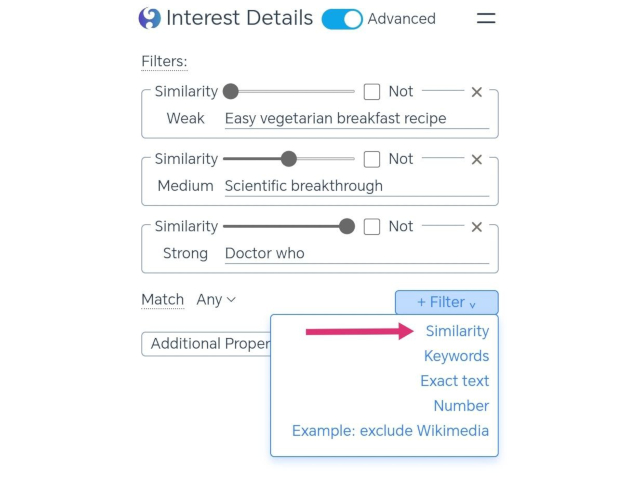 Interest Details Advanced
Filters:
Similarity Not
Weak Easy vegetarian breakfast recipe
Similarity Not
Medium Scientific breakthrough
Similarity Not
Strong Doctor who
Match Any + Filter
Similarity
Additional Proper
Keywords
Exact text
Number
Example: exclude Wikimedia